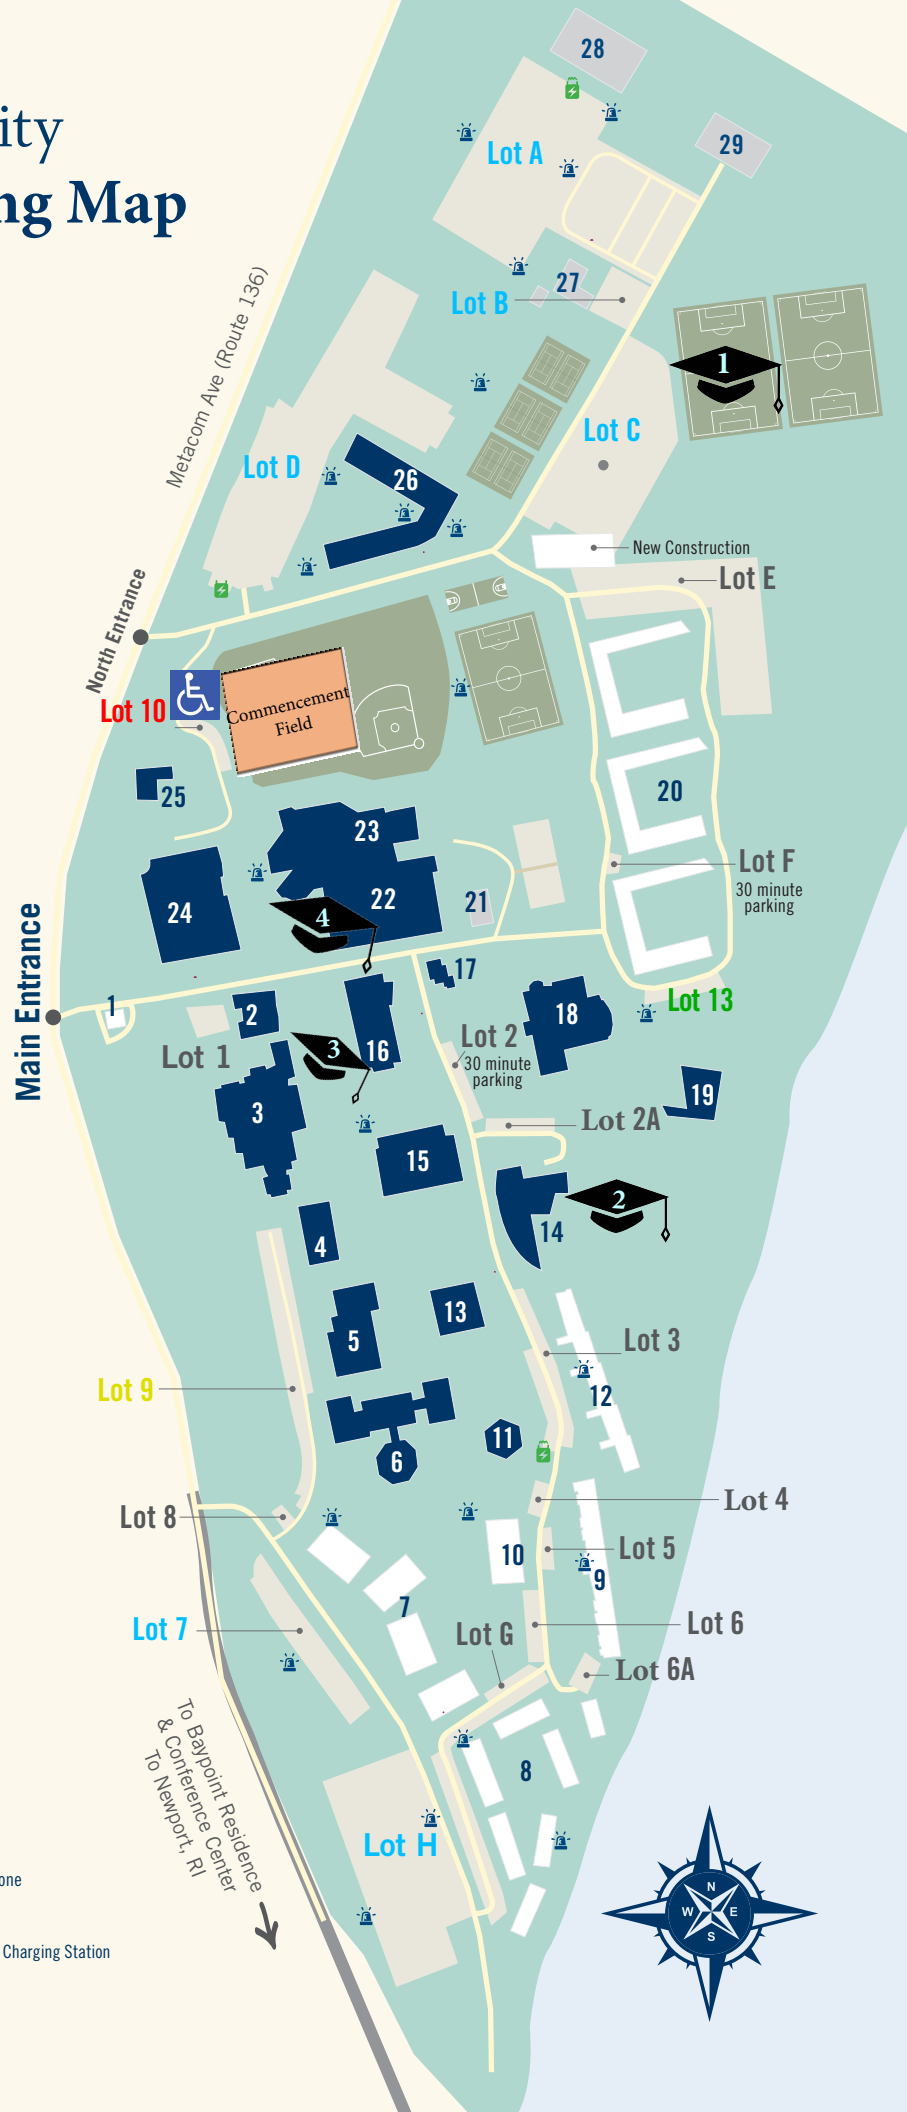 ity
ng Map
28
29
Lot A
27
Lot B
Metacom Ave (Route 136)
1
Lot C
Lot D
26
New Construction
Lot E
North Entrance
Lot 10
Commencement
Field
25
20
23
24
22
4
21
Lot F
30 minute
parking
Main Entrance
17
1
2
Lot 1
16
3
18
Lot 13
Lot 2
30 minute
parking
19
3
Lot 2A
15
14
2
4
13
5
Lot 3
12
Lot 9
11
6
Lot 4
Lot 8
10
Lot 5
9
7
Lot 7
Lot G
Lot 6
Lot 6A
To Baypoint Residence
& Conference Center
To Newport, RI
8
Lot H
one
Charging Station
N
W E
S